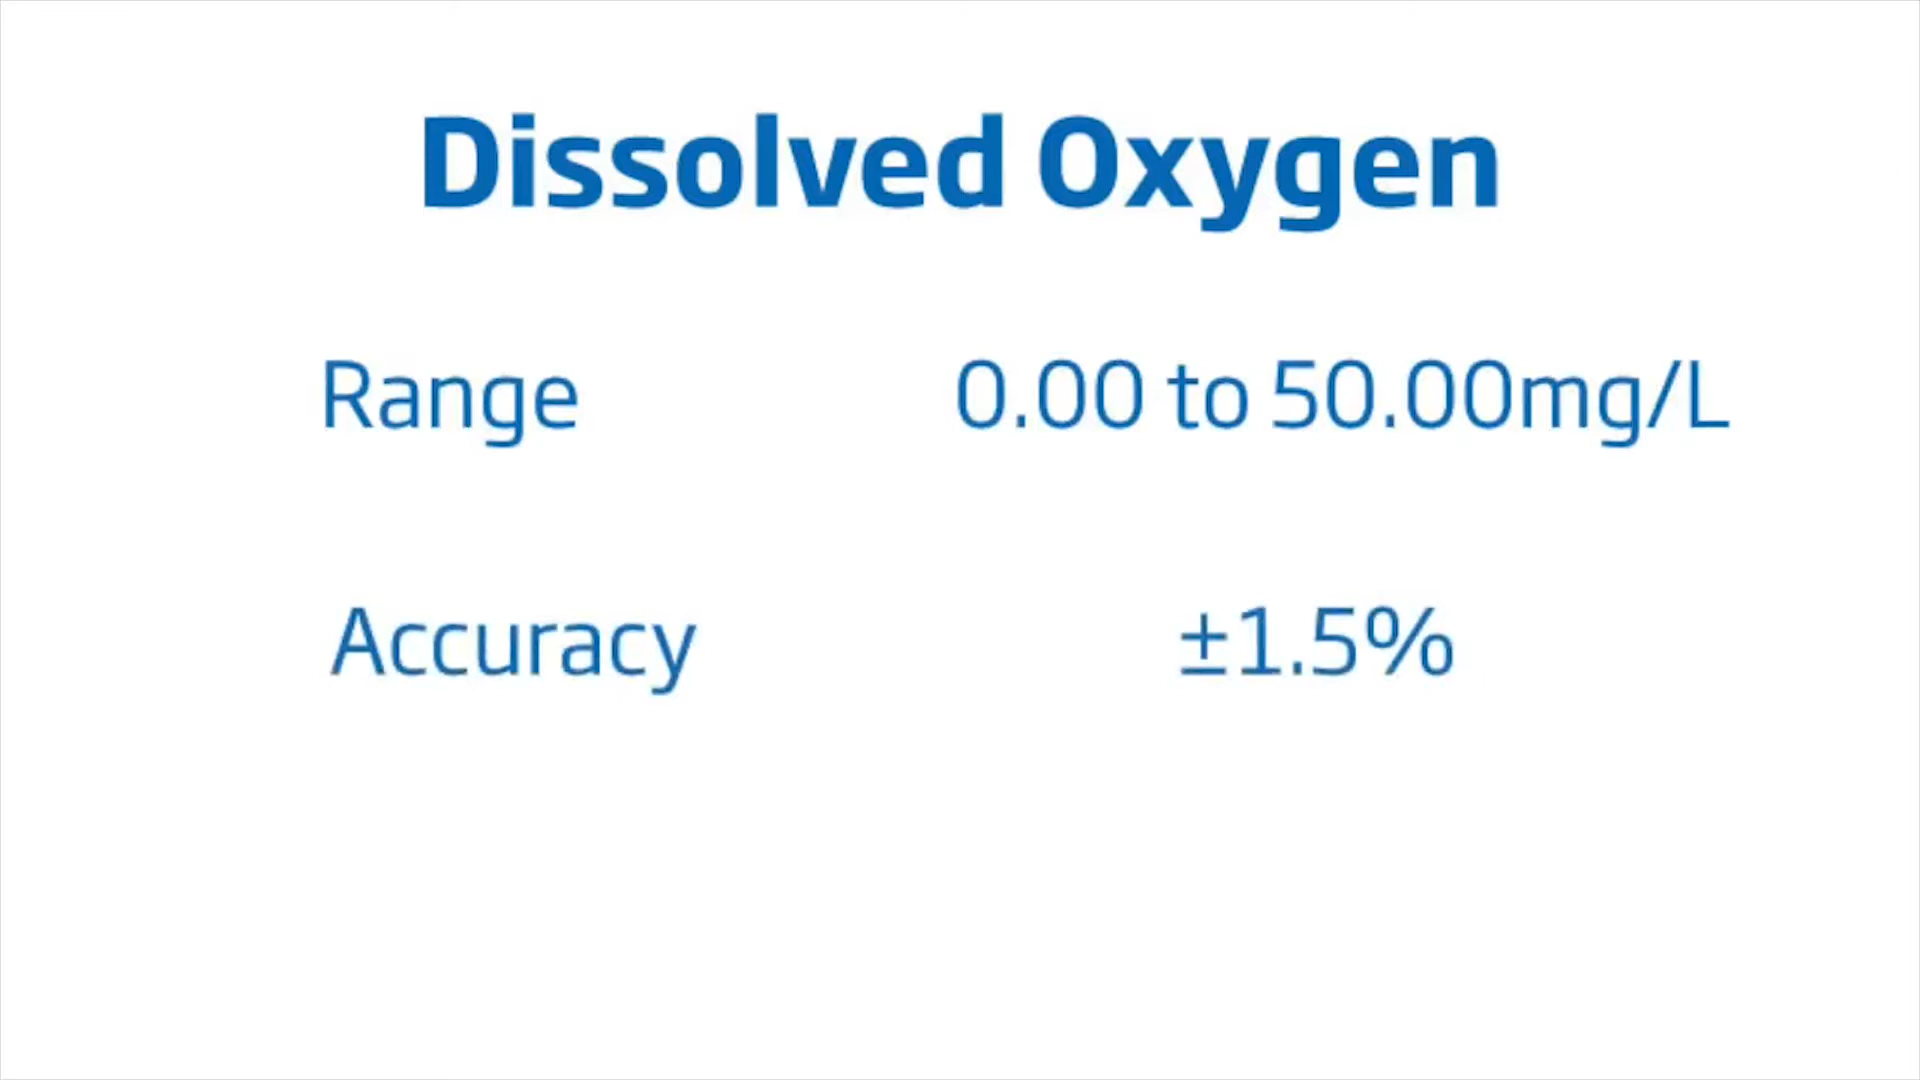 Dissolved Oxygen
Range 0.00 to 50.00mg/L
Accuracy ±1.5%